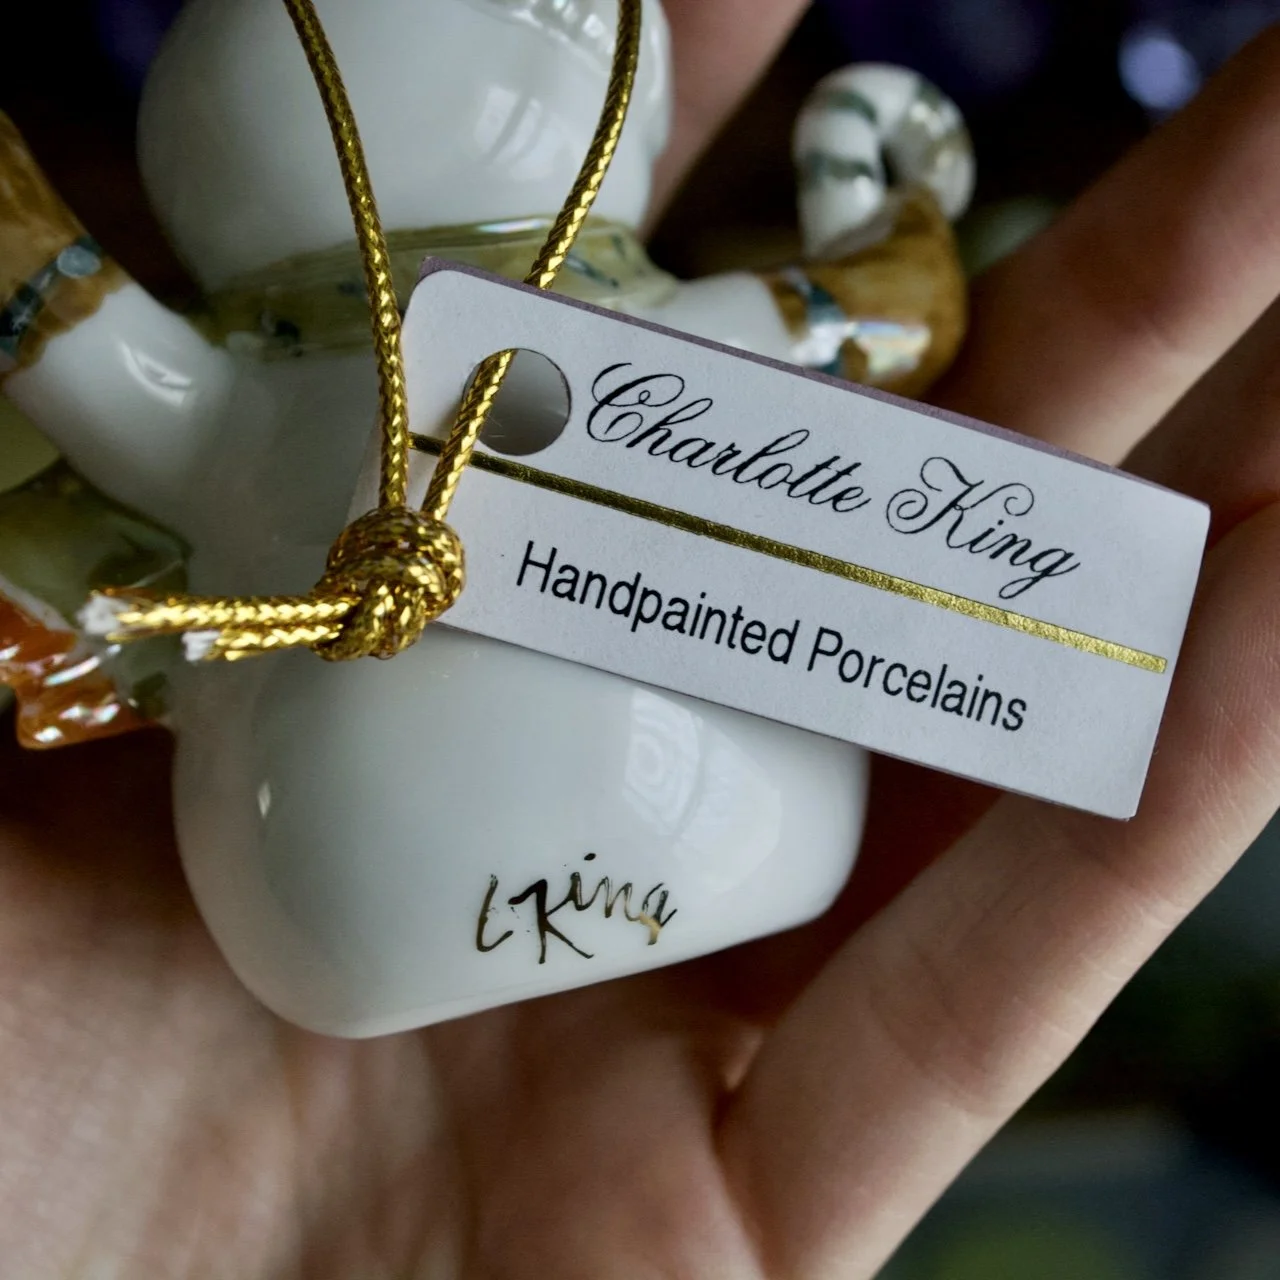 Charlotte King
Handpainted Porcelains
CKing